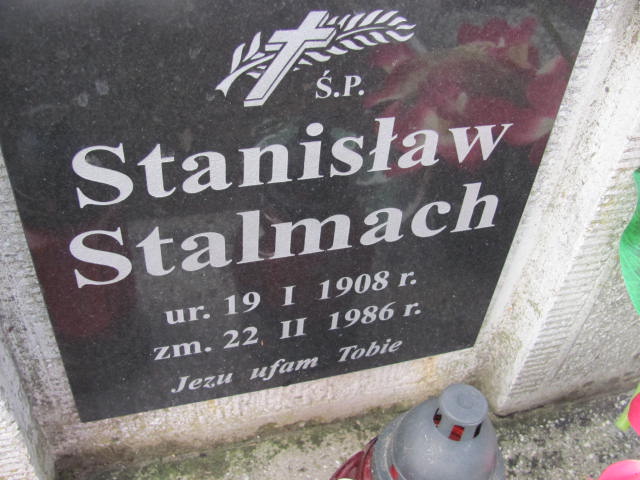 Ś.P.
Stanisław
Stalmach
ur. 19 I 1908 r.
zm. 22 II 1986 r.
Jezu ufam Tobie